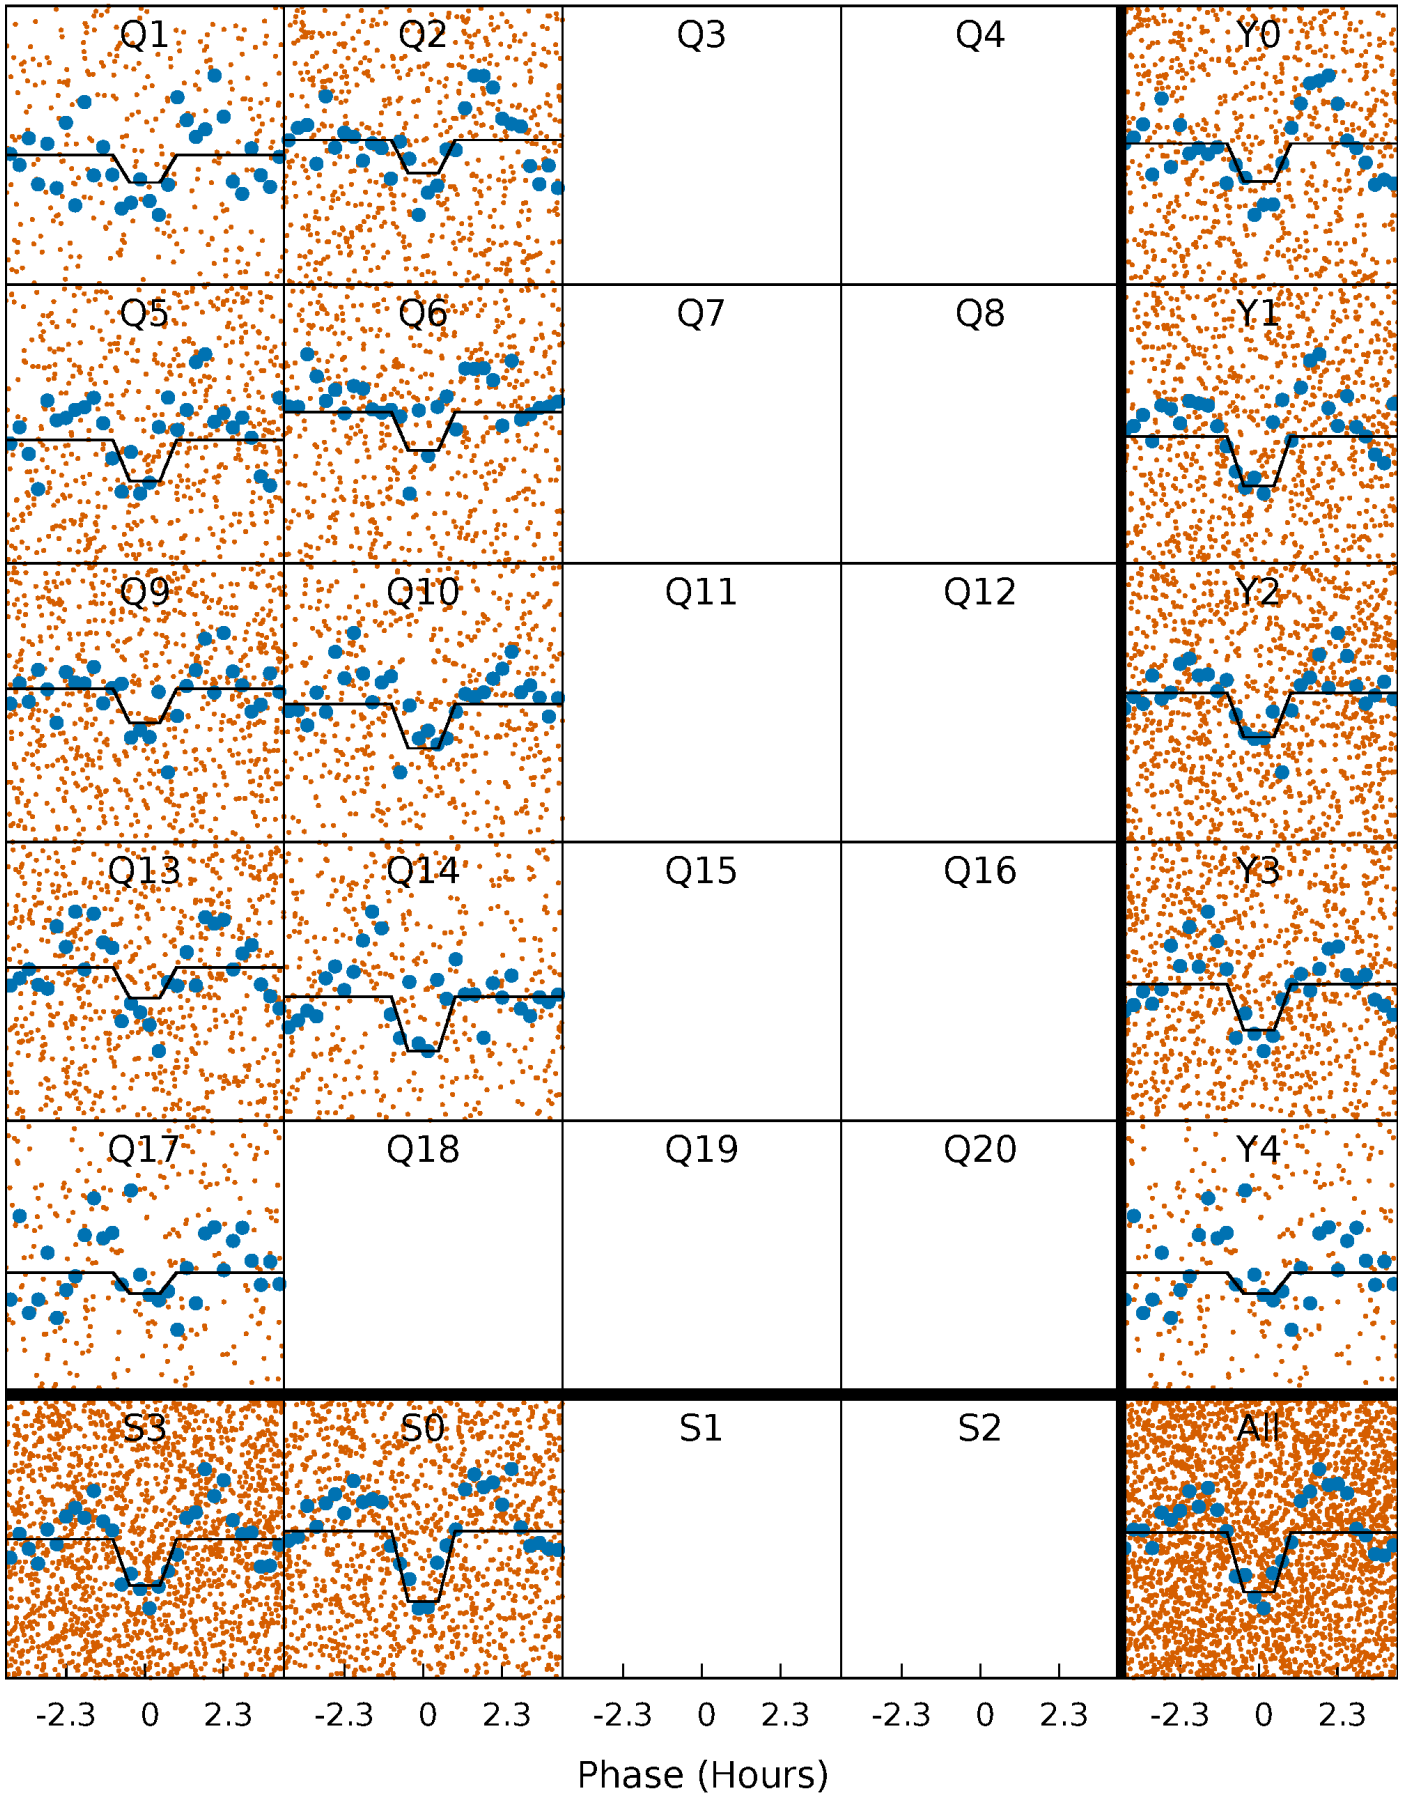 Q1 Q2 Q3 Q4 Y0
Q5 Q6 Q7 Q8 Y1
Q9 Q10 Q11 Q12 Y2
Q13 Q14 Q15 Q16 Y3
Q17 Q18 Q19 Q20 Y4
S3 S0 S1 S2 All
-2.3 0 2.3 -2.3 0 2.3 -2.3 0 2.3 -2.3 0 2.3 -2.3 0 2.3
Phase (Hours)